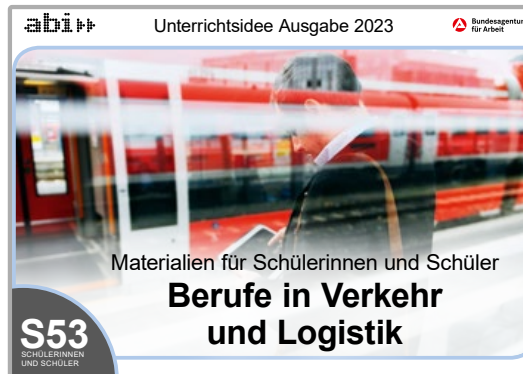 abi»
Unterrichtsidee Ausgabe 2023
Bundesagentur
für Arbeit
Materialien für Schülerinnen und Schüler
Berufe in Verkehr
und Logistik
S53
SCHÜLERINNEN
UND SCHÜLER